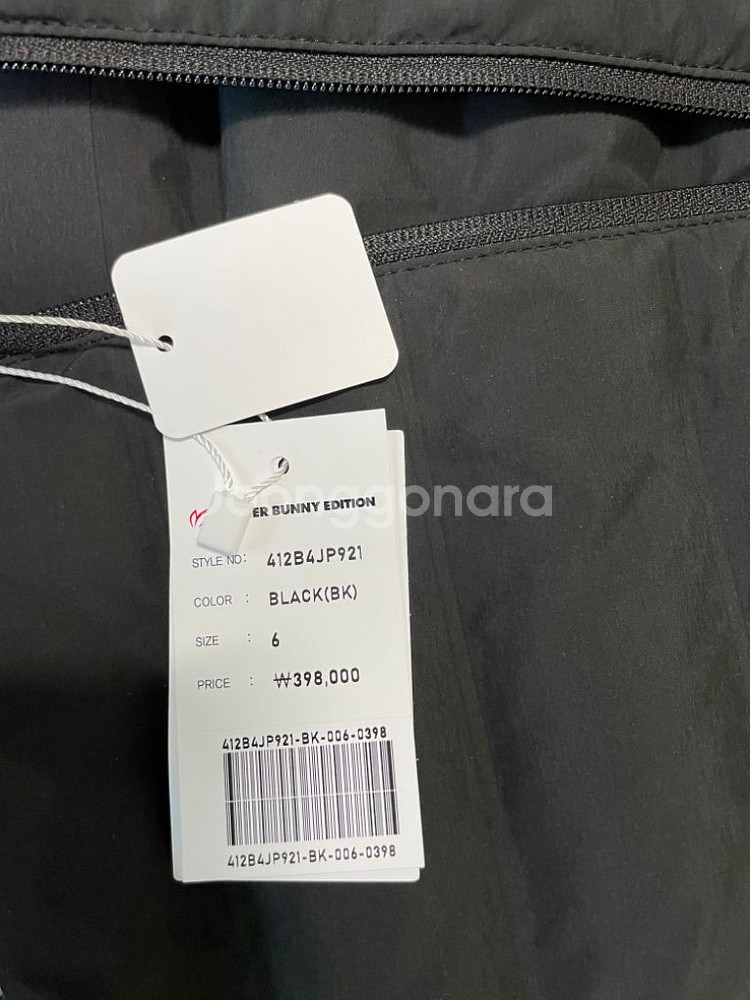 Joonggonara
ER BUNNY EDITION
STYLE NO: 412B4JP921
COLOR : BLACK(BK)
SIZE : 6
PRICE : ₩398,000
412B4JP921-BK-006-0398
412B4JP921-BK-006-0398